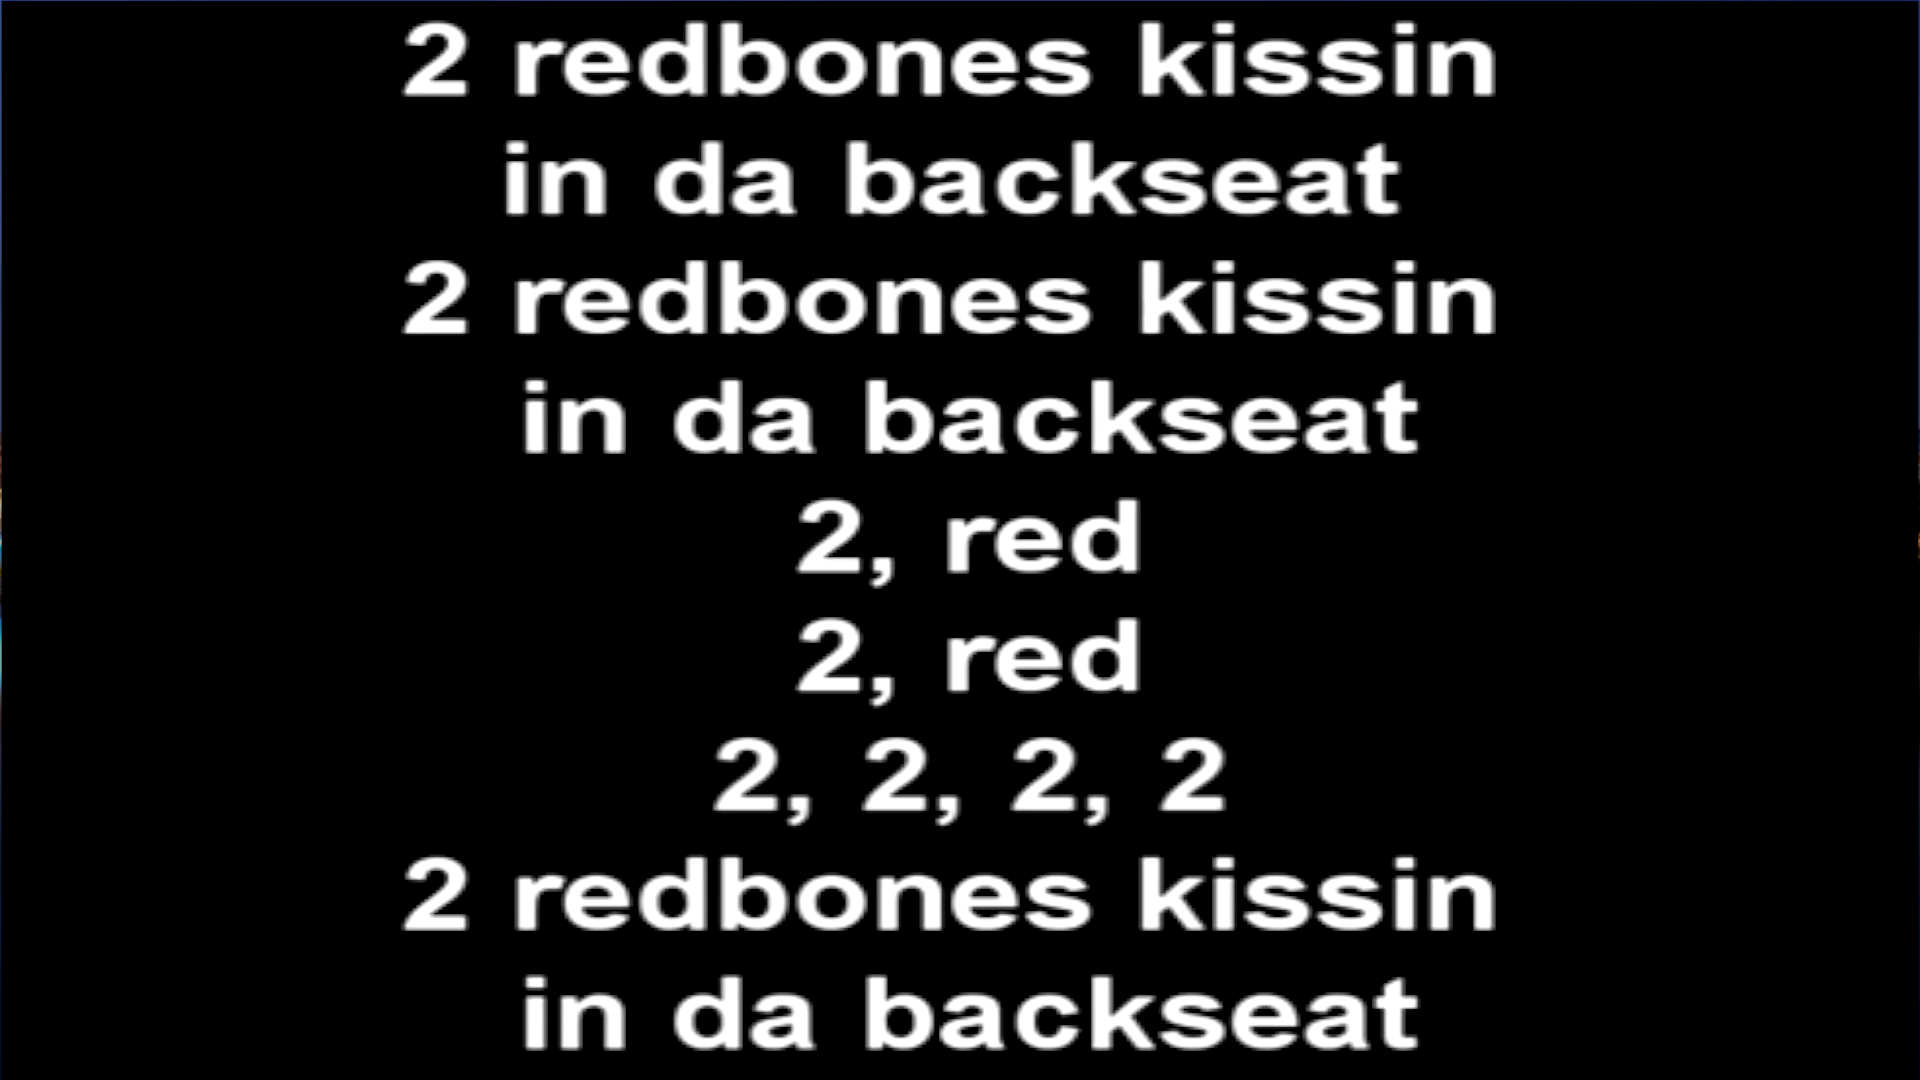 2 redbones kissin
in da backseat
2 redbones kissin
in da backseat
2, red
2, red
2, 2, 2, 2
2 redbones kissin
in da backseat